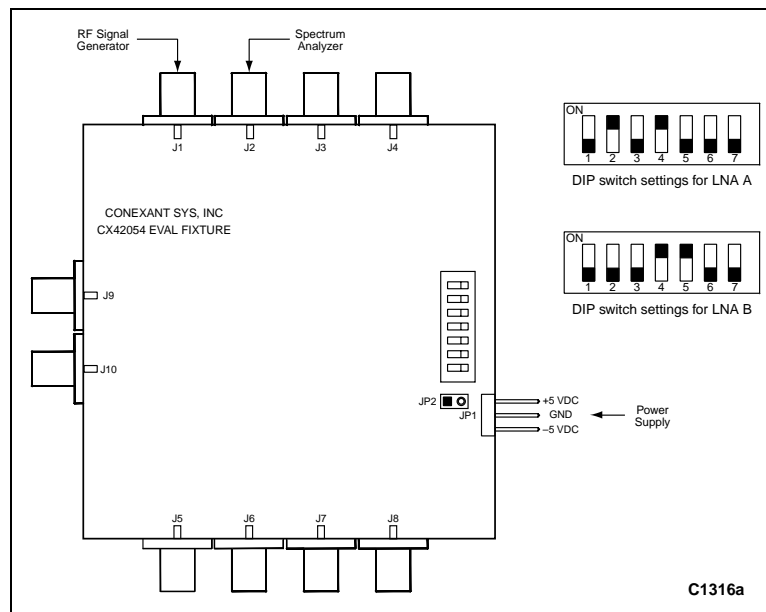 RF Signal
Generator
Spectrum
Analyzer
J1
J2
J3
J4
ON
1 2 3 4 5 6 7
DIP switch settings for LNA A
CONEXANT SYS, INC
CX42054 EVAL FIXTURE
ON
1 2 3 4 5 6 7
DIP switch settings for LNA B
J9
J10
JP2
JP1
+5 VDC
GND
–5 VDC
Power
Supply
J5
J6
J7
J8
C1316a